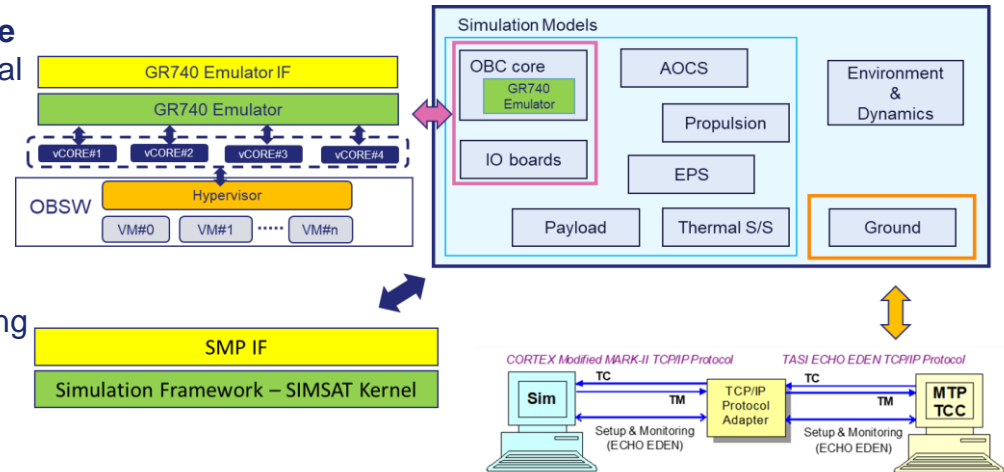 e
al
GR740 Emulator IF
GR740 Emulator
vCORE#1
vCORE#2
vCORE#3
vCORE#4
OBSW
Hypervisor
VM#0
VM#1
.....
VM#n
Simulation Models
OBC core
GR740
Emulator
IO boards
AOCS
Propulsion
EPS
Payload
Thermal S/S
Environment
&
Dynamics
Ground
ng
SMP IF
Simulation Framework – SIMSAT Kernel
CORTEX Modified MARK-II TCP/IP Protocol
TASI ECHO EDEN TCP/IP Protocol
Sim
TC
TM
Setup & Monitoring
(ECHO EDEN)
TCP/IP
Protocol
Adapter
TC
TM
Setup & Monitoring
(ECHO EDEN)
MTP
TCC